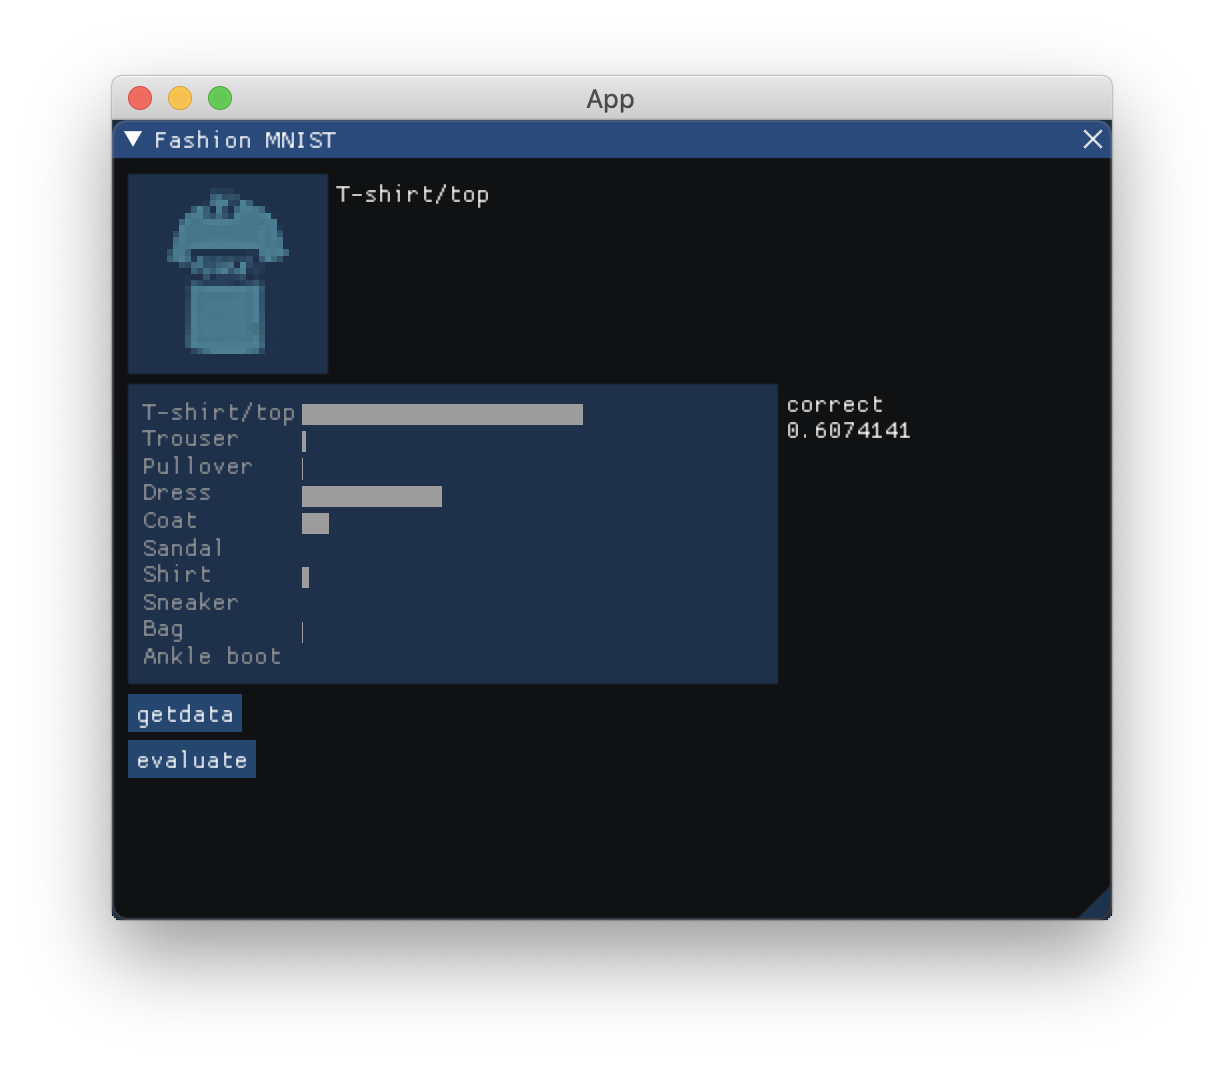 App
Fashion MNIST
T-shirt/top
T-shirt/top
Trouser
Pullover
Dress
Coat
Sandal
Shirt
Sneaker
Bag
Ankle boot
correct
0.6074141
getdata
evaluate